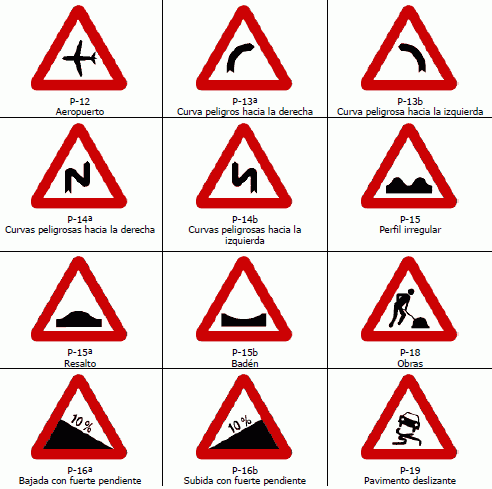 P-12
Aeropuerto
P-13ª
Curva peligros hacia la derecha
P-13b
Curva peligrosa hacia la izquierda
P-14ª
Curvas peligrosas hacia la derecha
P-14b
Curvas peligrosas hacia la
izquierda
P-15
Perfil irregular
P-15ª
Resalto
P-15b
Badén
P-18
Obras
10 %
P-16ª
Bajada con fuerte pendiente
10 %
P-16b
Subida con fuerte pendiente
P-19
Pavimento deslizante